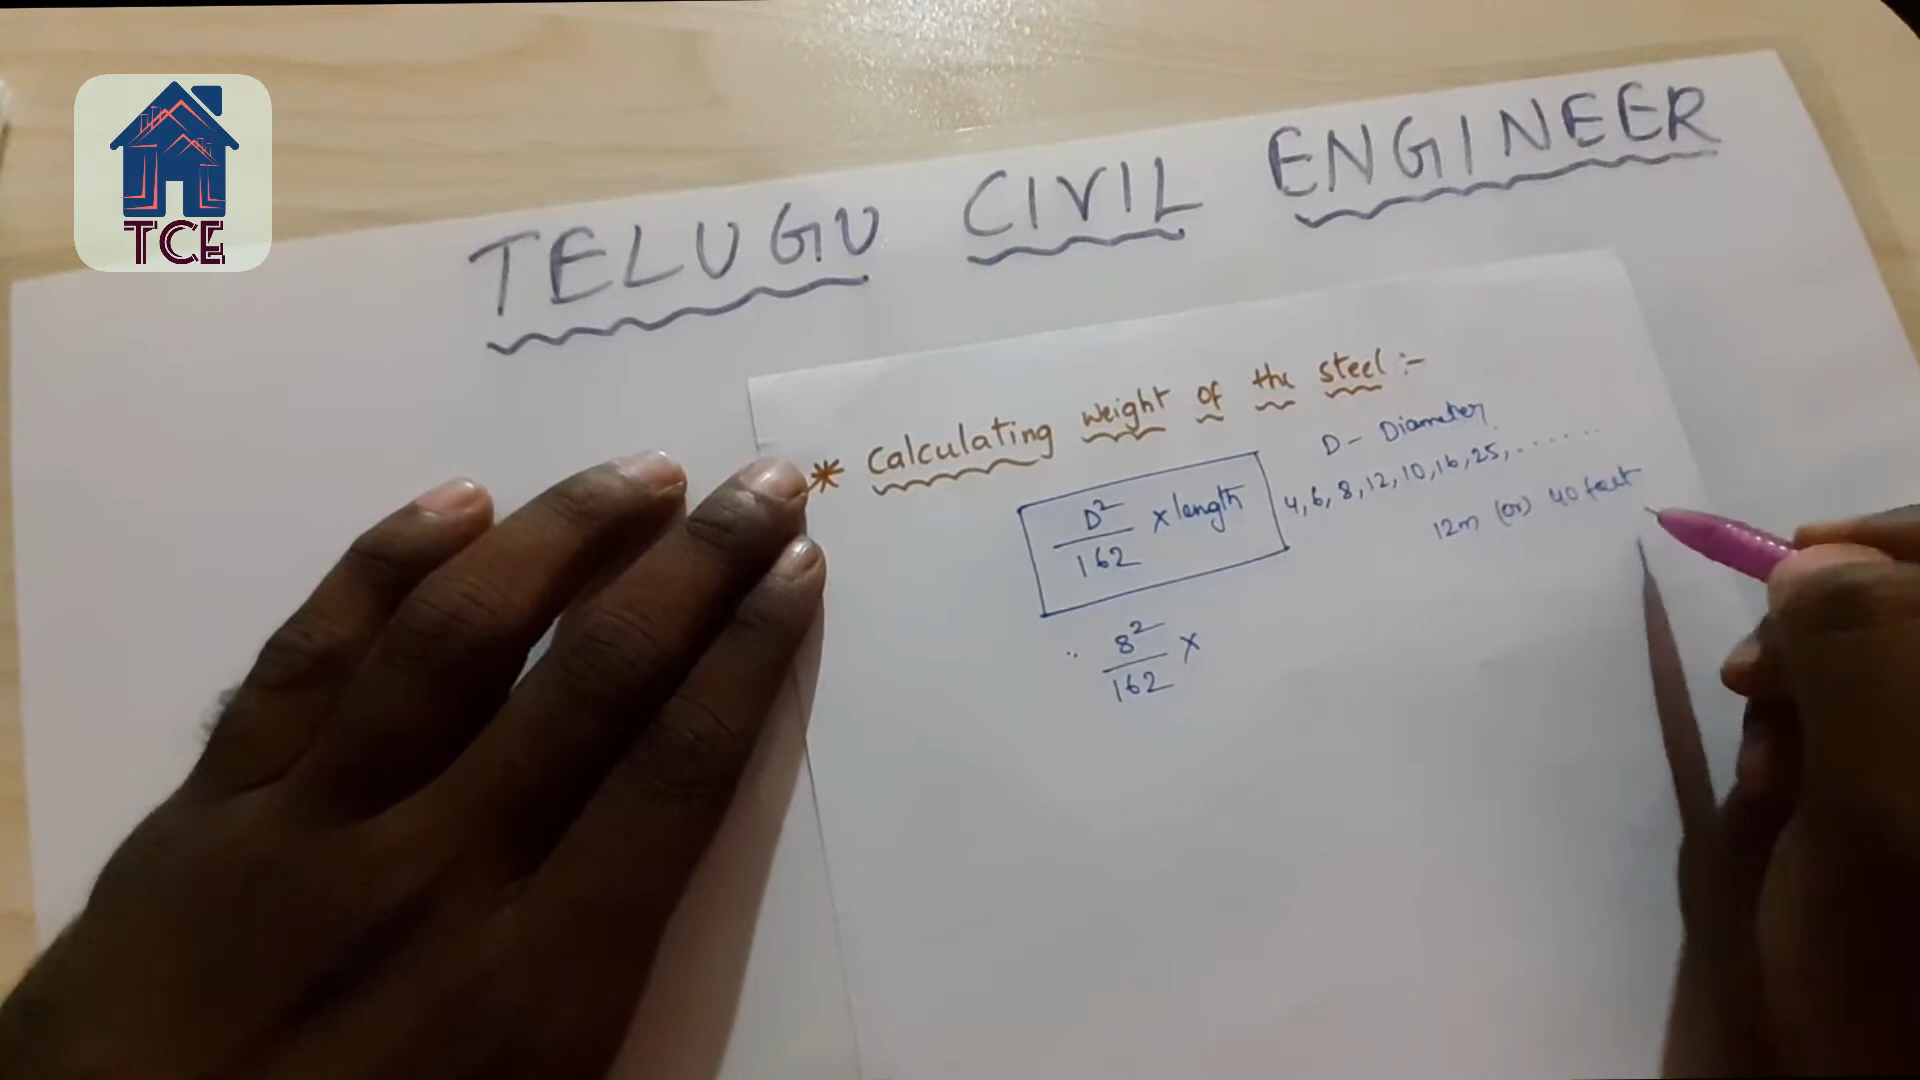 TCE
TELUGU CIVIL ENGINEER
* Calculating weight of the steel :-
D - Diameter
4, 6, 8, 12, 10, 16, 25, ......
12m (or) 40 feet
D²/162 x length
∴ 8²/162 x